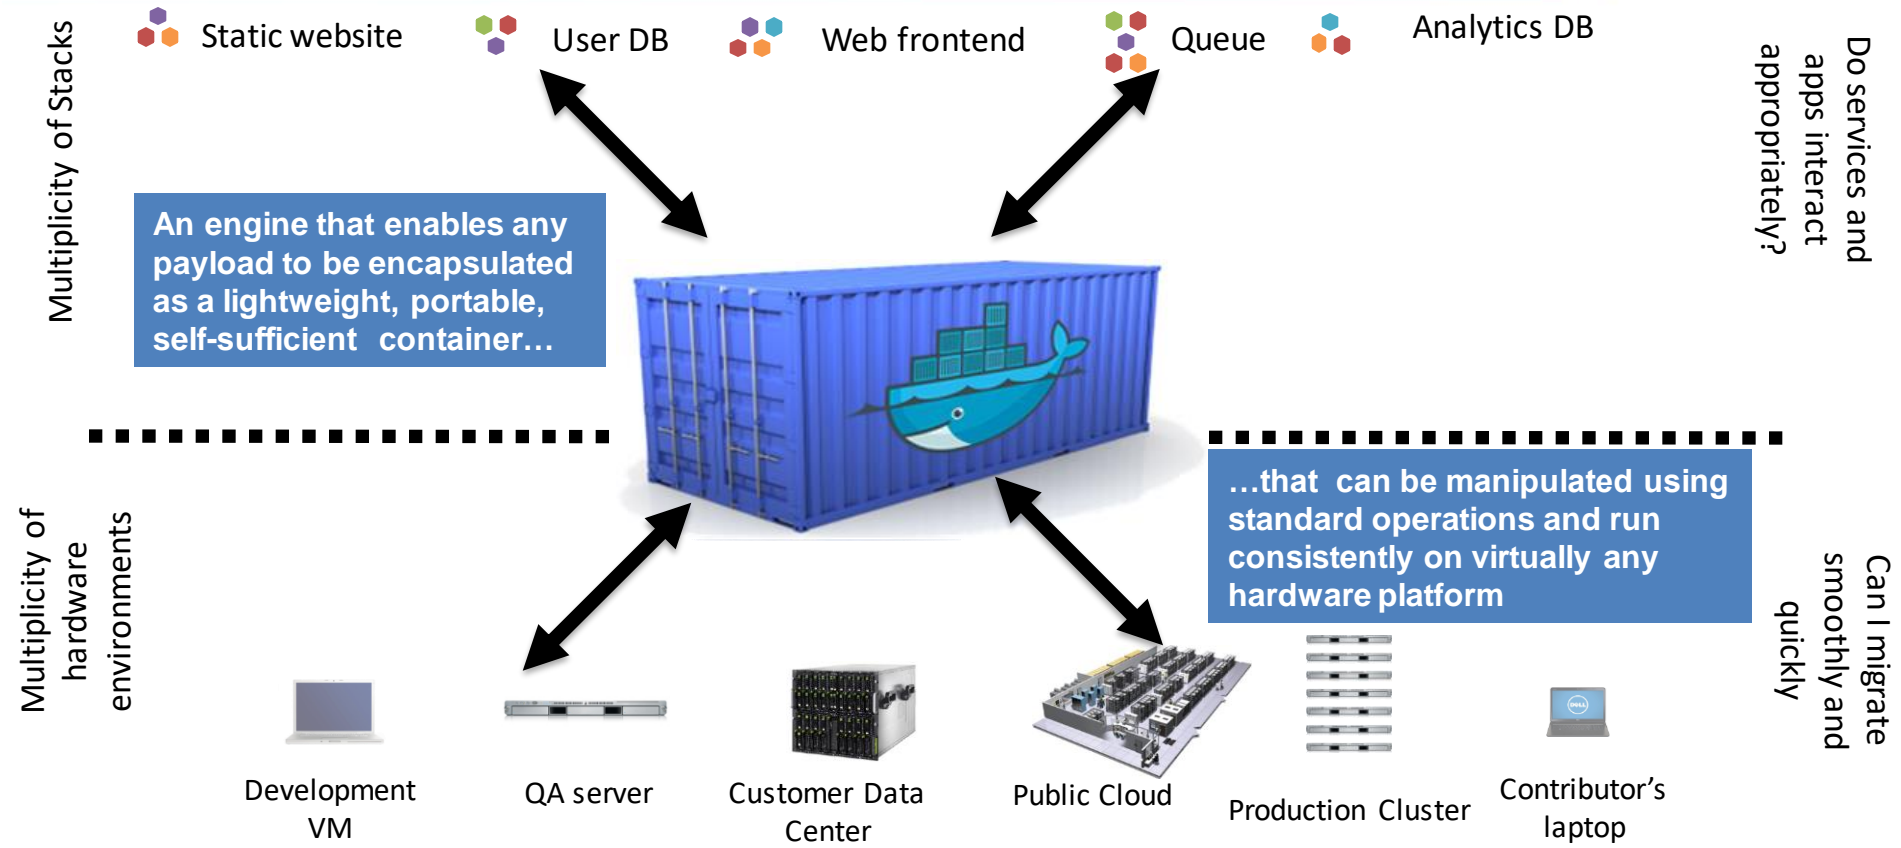 Static website
User DB
Web frontend
Queue
Analytics DB
Multiplicity of Stacks
Do services and
apps interact
appropriately?
An engine that enables any
payload to be encapsulated
as a lightweight, portable,
self-sufficient container…
…that can be manipulated using
standard operations and run
consistently on virtually any
hardware platform
Multiplicity of
hardware
environments
Can I migrate
smoothly and
quickly
DELL
Development
VM
QA server
Customer Data
Center
Public Cloud
Production Cluster
Contributor’s
laptop